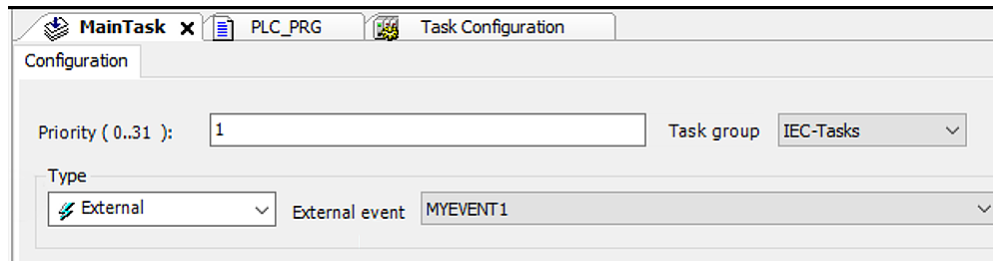 MainTask PLC_PRG Task Configuration
Configuration
Priority ( 0..31 ): 1 Task group IEC-Tasks
Type
External External event MYEVENT1